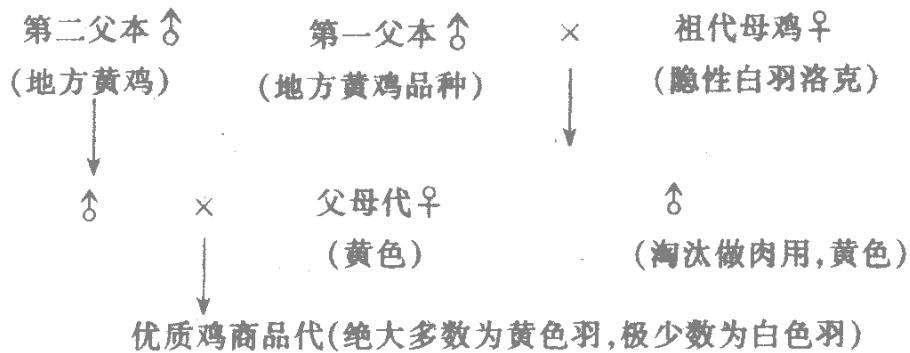 第二父本♂ 第一父本♂ × 祖代母鸡♀
(地方黄鸡) (地方黄鸡品种) (隐性白羽洛克)
♂ × 父母代♀ ♂
(黄色) (淘汰做肉用,黄色)
优质鸡商品代(绝大多数为黄色羽,极少数为白色羽)